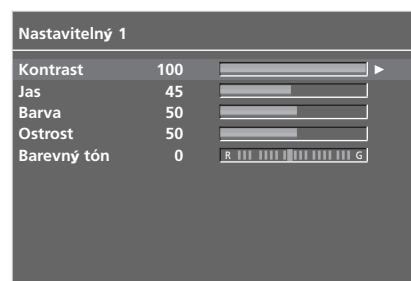 Nastavitelný 1
Kontrast 100
Jas 45
Barva 50
Ostrost 50
Barevný tón 0 R G